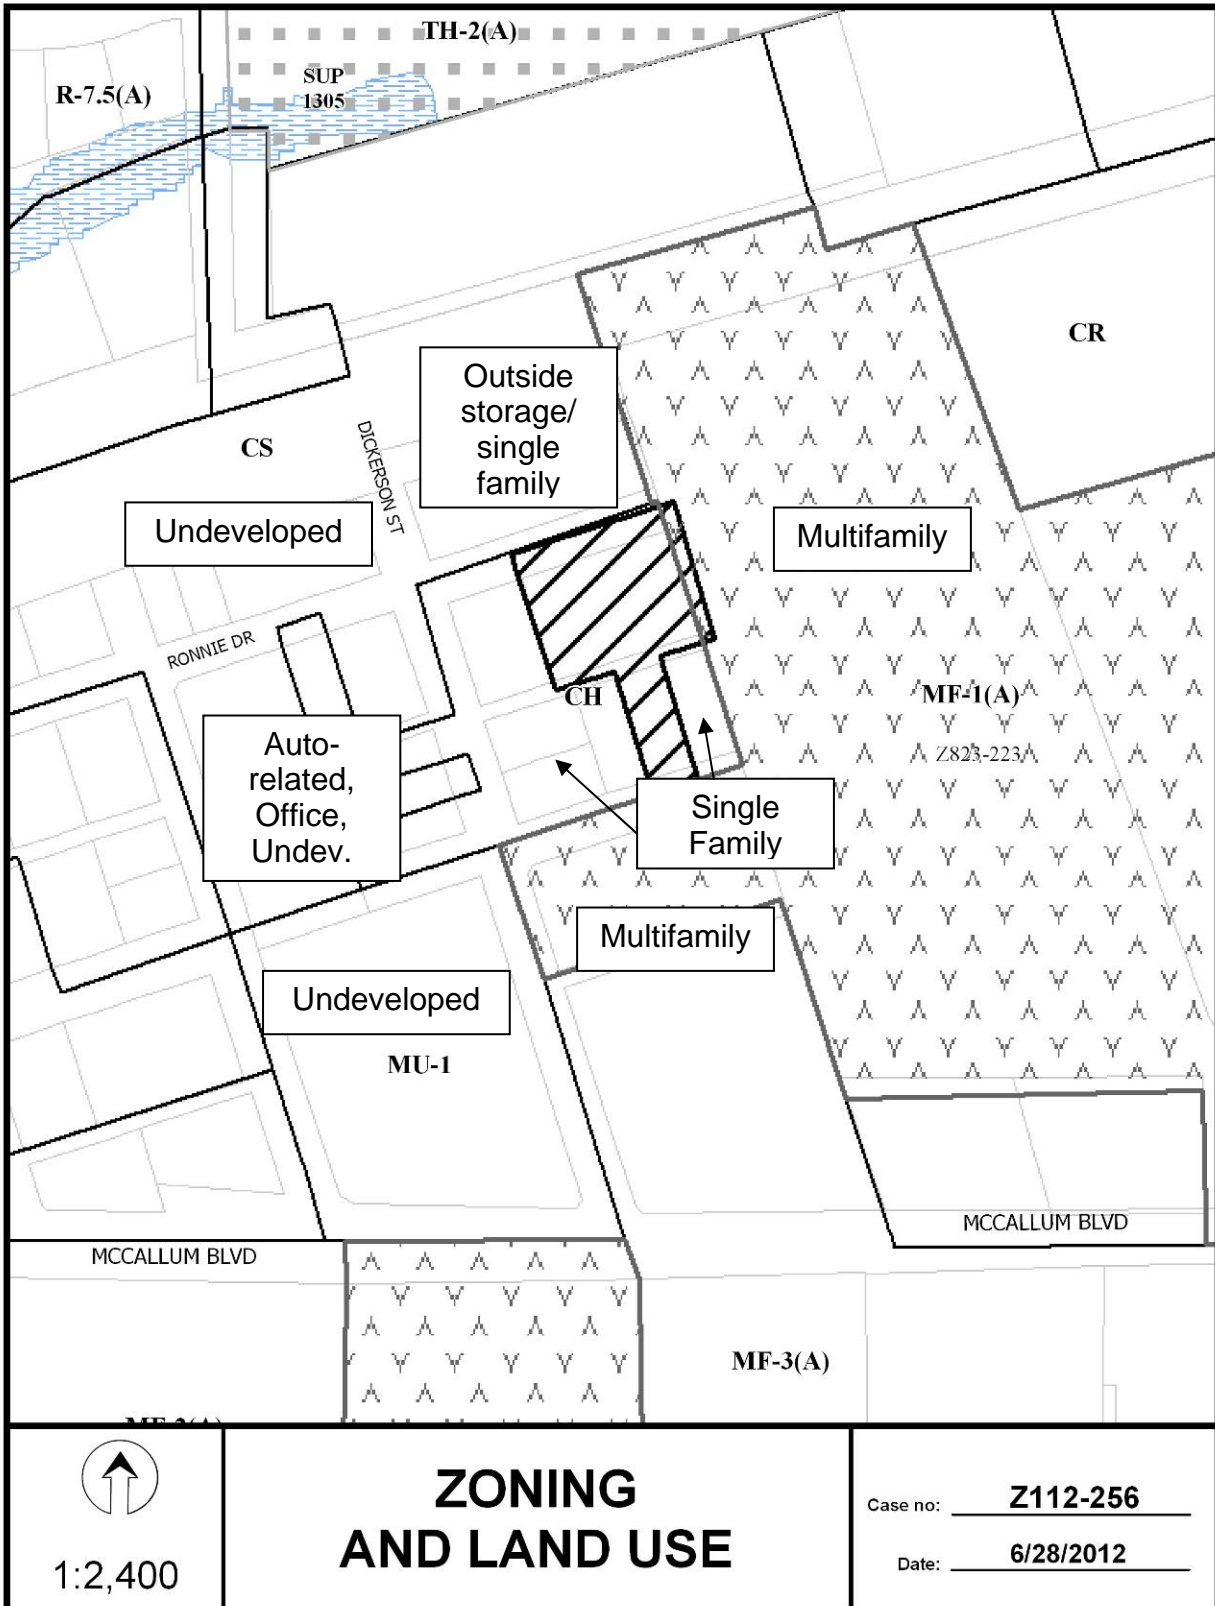 TH-2(A)
R-7.5(A)
SUP
1305
CR
Outside
storage/
single
family
CS
DICKERSON ST
Undeveloped
Multifamily
RONNIE DR
CH
MF-1(A)
Z823-223
Auto-
related,
Office,
Undev.
Single
Family
Multifamily
Undeveloped
MU-1
MCCALLUM BLVD
MCCALLUM BLVD
MF-3(A)
1:2,400
ZONING
AND LAND USE
Case no: Z112-256
Date: 6/28/2012